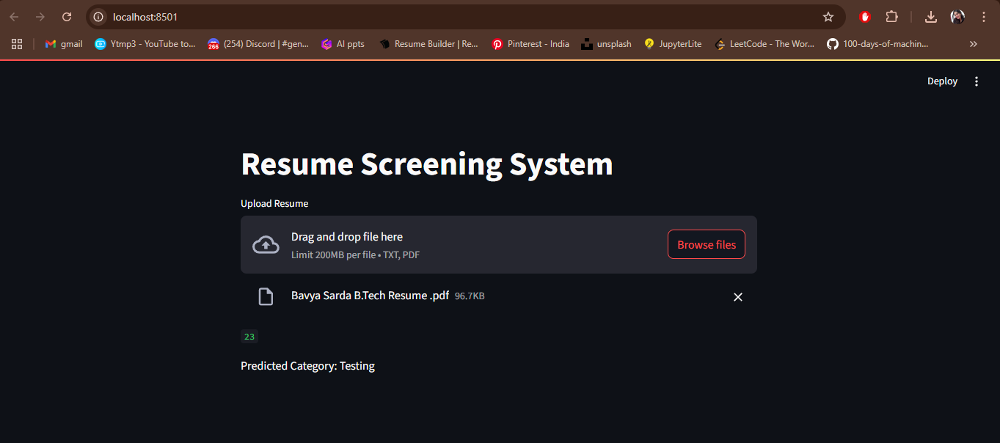 localhost:8501
gmail
Ytmp3 - YouTube to...
266
(254) Discord | #gen...
AI ppts
Resume Builder | Re...
Pinterest - India
unsplash
JupyterLite
LeetCode - The Wor...
100-days-of-machin...
Deploy
Resume Screening System
Upload Resume
Drag and drop file here
Limit 200MB per file • TXT, PDF
Browse files
Bavya Sarda B.Tech Resume .pdf 96.7KB
23
Predicted Category: Testing